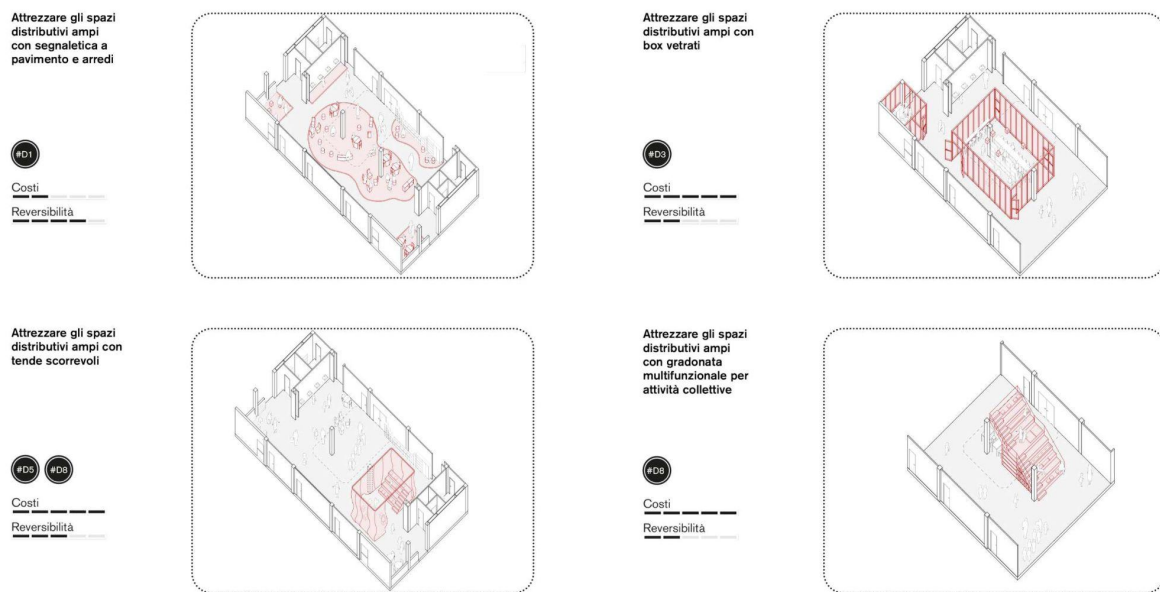 Attrezzare gli spazi
distributivi ampi
con segnaletica a
pavimento e arredi
#D1
Costi
Reversibilità
Attrezzare gli spazi
distributivi ampi con
box vetrati
#D3
Costi
Reversibilità
Attrezzare gli spazi
distributivi ampi con
tende scorrevoli
#D5 #D8
Costi
Reversibilità
Attrezzare gli spazi
distributivi ampi
con gradonata
multifunzionale per
attività collettive
#D8
Costi
Reversibilità